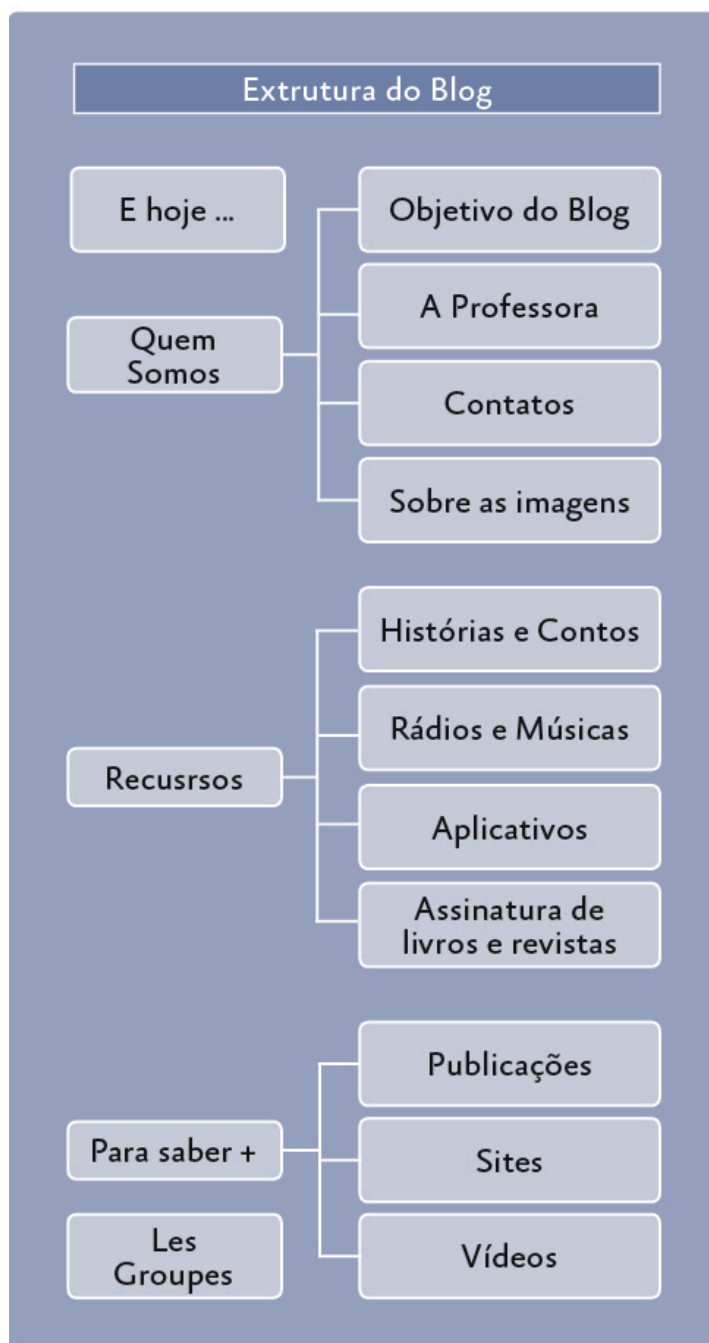 Extrutura do Blog
E hoje ...
Objetivo do Blog
A Professora
Quem
Somos
Contatos
Sobre as imagens
Histórias e Contos
Rádios e Músicas
Recusrsos
Aplicativos
Assinatura de
livros e revistas
Publicações
Para saber +
Sites
Les
Groupes
Vídeos